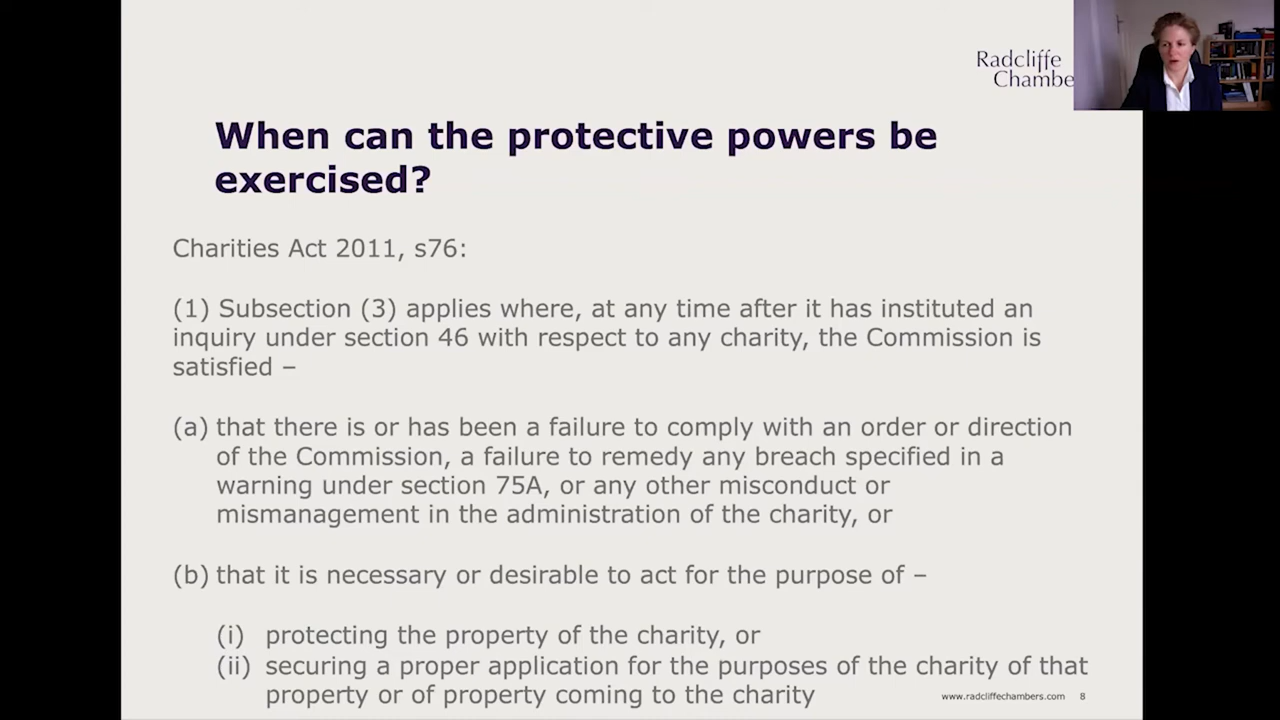 Radcliffe
Chambe
When can the protective powers be
exercised?
Charities Act 2011, s76:
(1) Subsection (3) applies where, at any time after it has instituted an
inquiry under section 46 with respect to any charity, the Commission is
satisfied –
(a) that there is or has been a failure to comply with an order or direction
of the Commission, a failure to remedy any breach specified in a
warning under section 75A, or any other misconduct or
mismanagement in the administration of the charity, or
(b) that it is necessary or desirable to act for the purpose of –
(i) protecting the property of the charity, or
(ii) securing a proper application for the purposes of the charity of that
property or of property coming to the charity
www.radcliffechambers.com 8